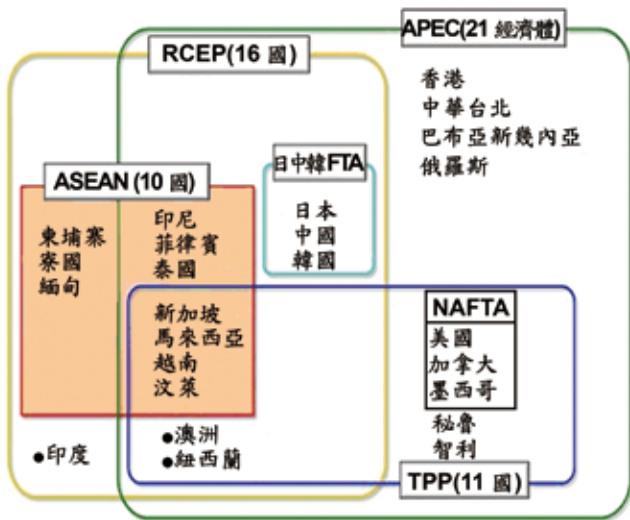 APEC(21 經濟體)
RCEP(16 國)
香港
中華台北
巴布亞新幾內亞
俄羅斯
日中韓FTA
日本
中國
韓國
ASEAN (10 國)
柬埔寨
寮國
緬甸
印尼
菲律賓
泰國
新加坡
馬來西亞
越南
汶萊
NAFTA
美國
加拿大
墨西哥
秘魯
智利
●印度
●澳洲
●紐西蘭
TPP(11 國)